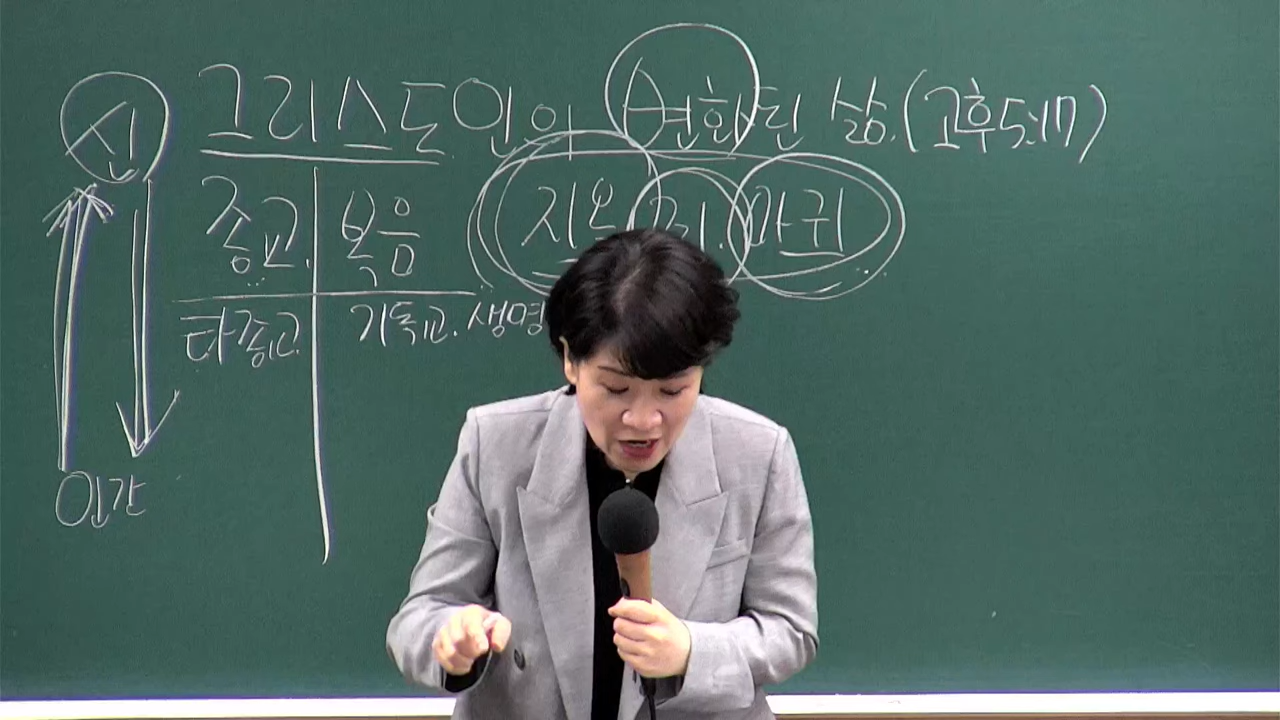 신 그리스도인의 변화된 삶.(고후5:17)
종교. 복음 지옥 죄. 마귀
타종교. 기독교. 생명
인간